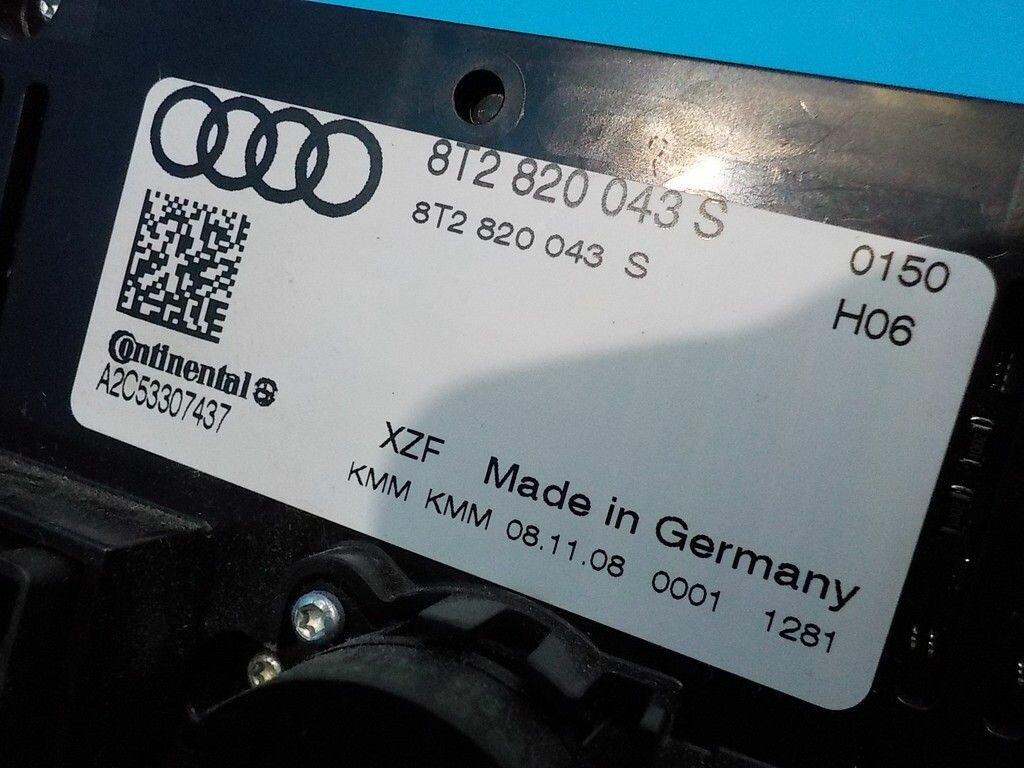 8T2 820 043 S
8T2 820 043 S
0150
H06
Continental
A2C53307437
XZF Made in Germany
KMM KMM 08.11.08 0001 1281